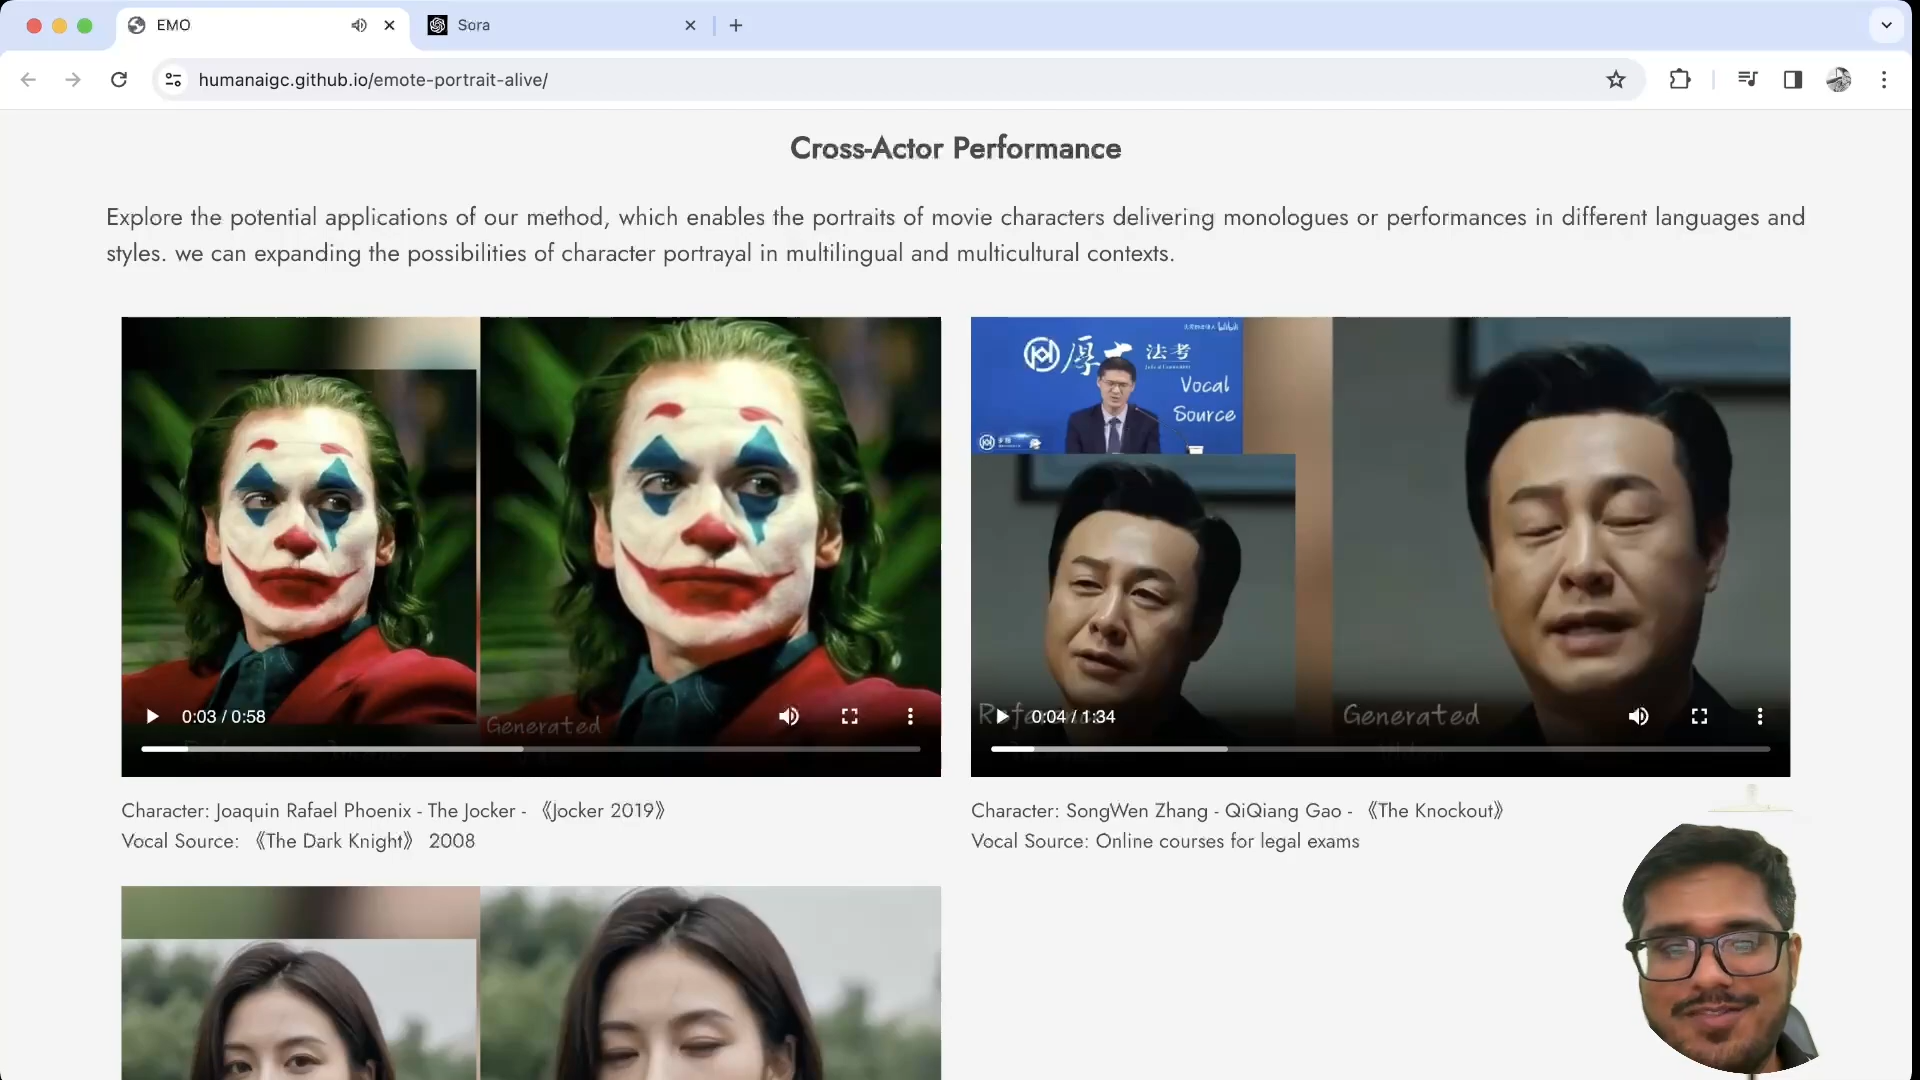 EMO
Sora
humanaigc.github.io/emote-portrait-alive/
Cross-Actor Performance
Explore the potential applications of our method, which enables the portraits of movie characters delivering monologues or performances in different languages and
styles. we can expanding the possibilities of character portrayal in multilingual and multicultural contexts.
法考
Vocal
Source
0:03 / 0:58
Generated
0:04 / 1:34
Generated
Character: Joaquin Rafael Phoenix - The Jocker - 《Jocker 2019》
Vocal Source: 《The Dark Knight》 2008
Character: SongWen Zhang - QiQiang Gao - 《The Knockout》
Vocal Source: Online courses for legal exams